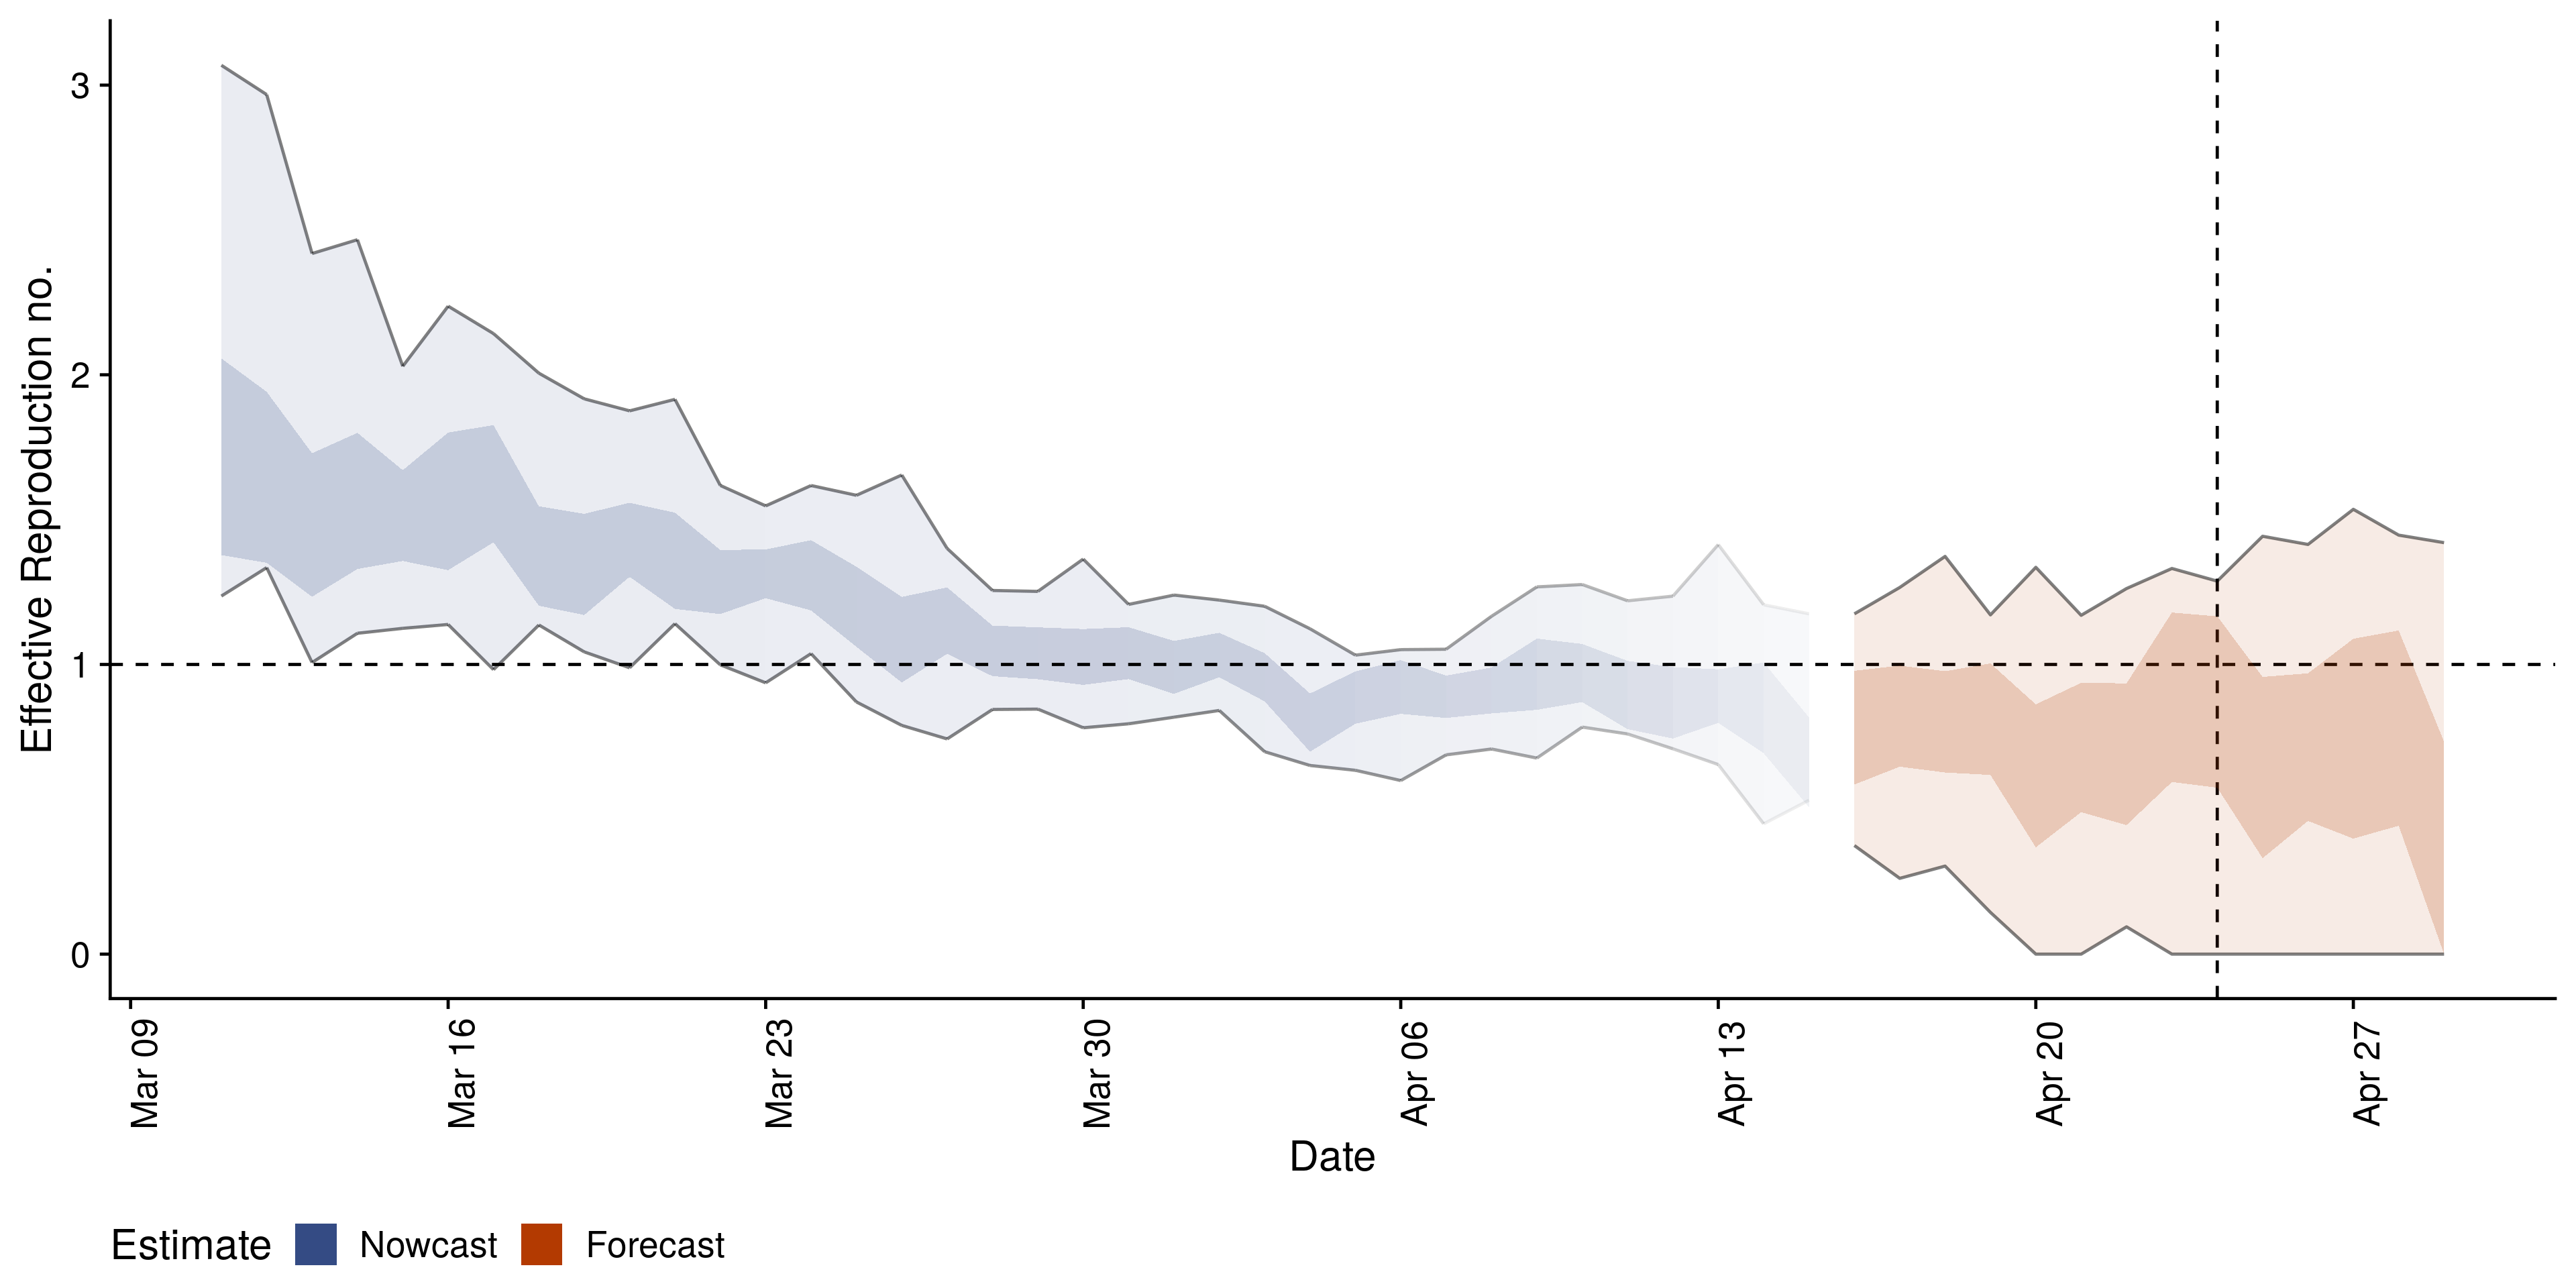 Effective Reproduction no.
3
2
1
0
Mar 09
Mar 16
Mar 23
Mar 30
Apr 06
Apr 13
Apr 20
Apr 27
Date
Estimate Nowcast Forecast